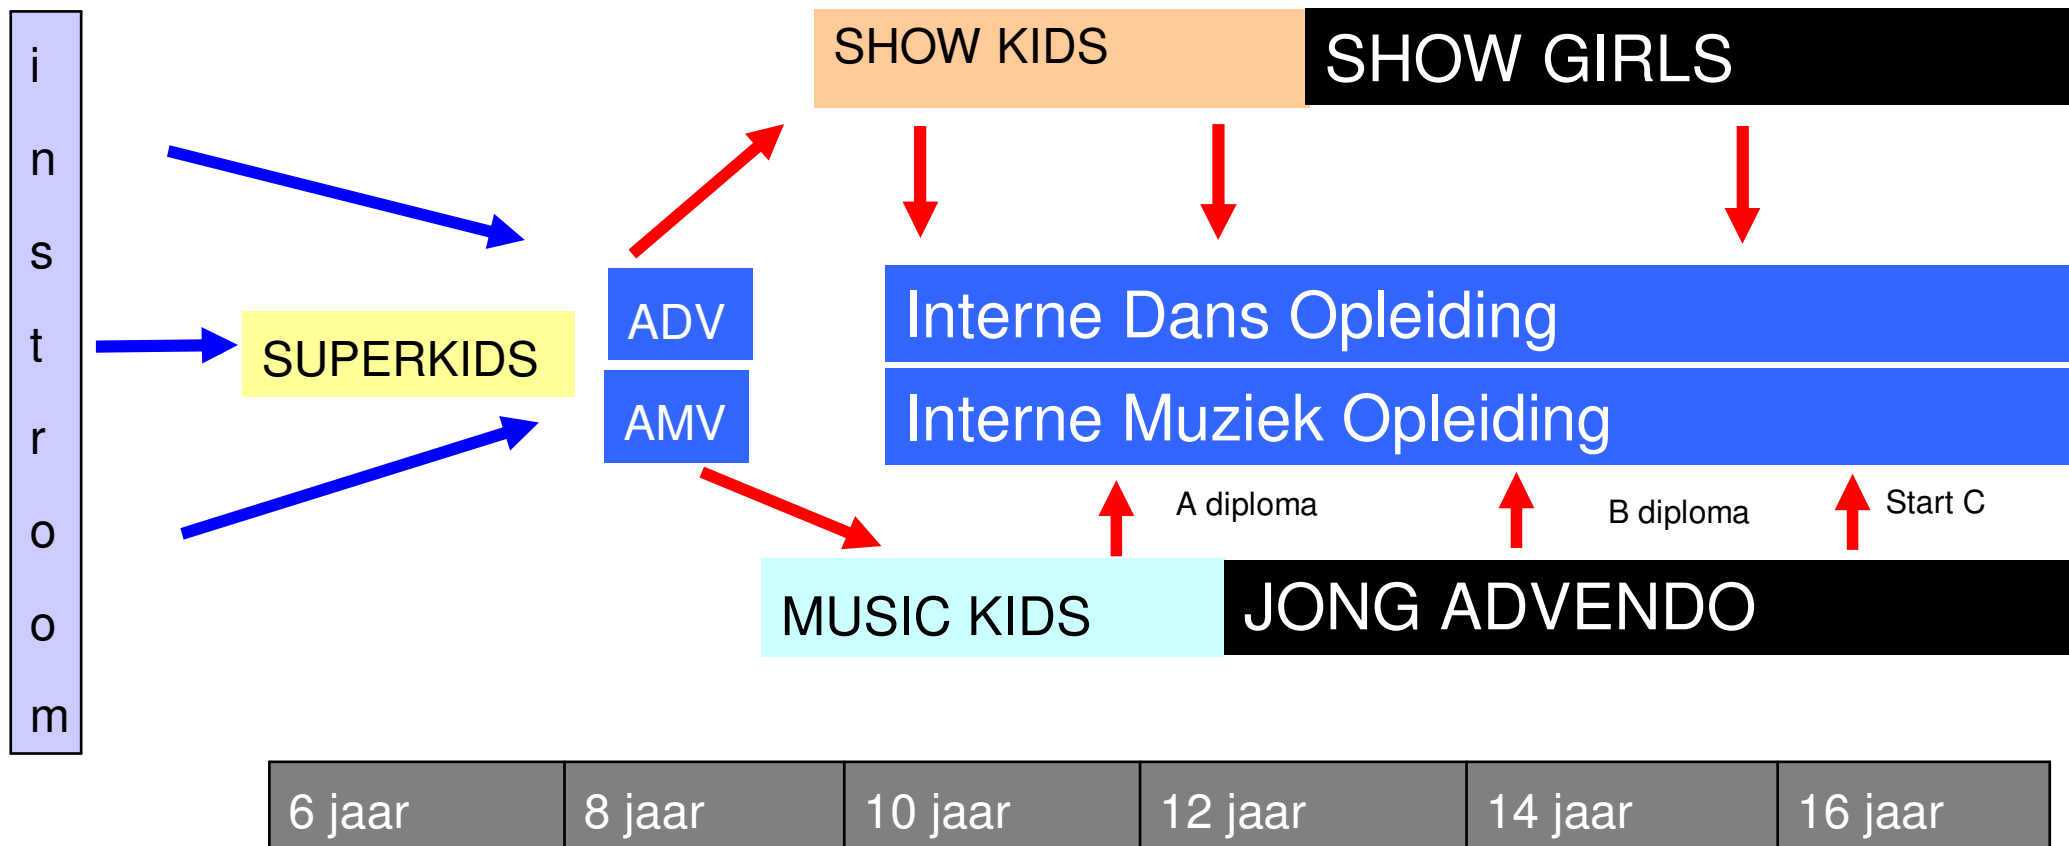 instroom
SHOW KIDS
SHOW GIRLS
SUPERKIDS
ADV
AMV
Interne Dans Opleiding
Interne Muziek Opleiding
A diploma
B diploma
Start C
MUSIC KIDS
JONG ADVENDO
6 jaar
8 jaar
10 jaar
12 jaar
14 jaar
16 jaar